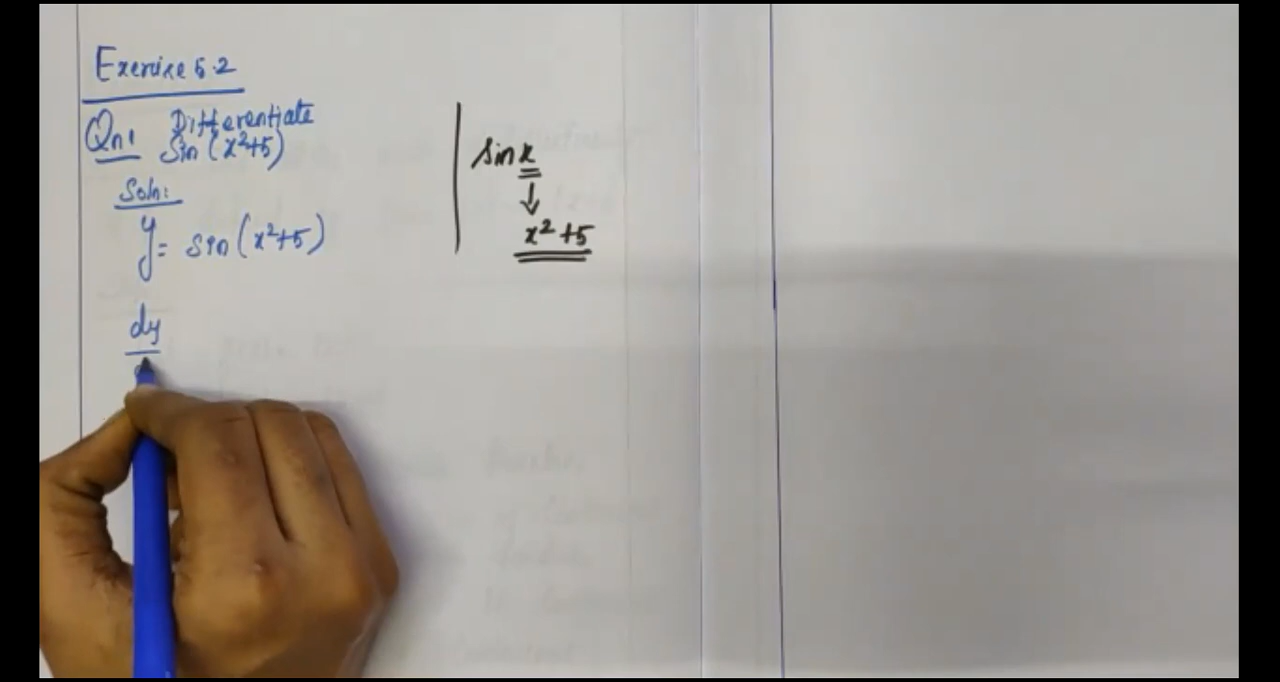 Exercise 5.2
Qn1 Differentiate
Sin (x²+5)
Soln:
y = sin (x²+5)
dy
sin x
↓
x² + 5